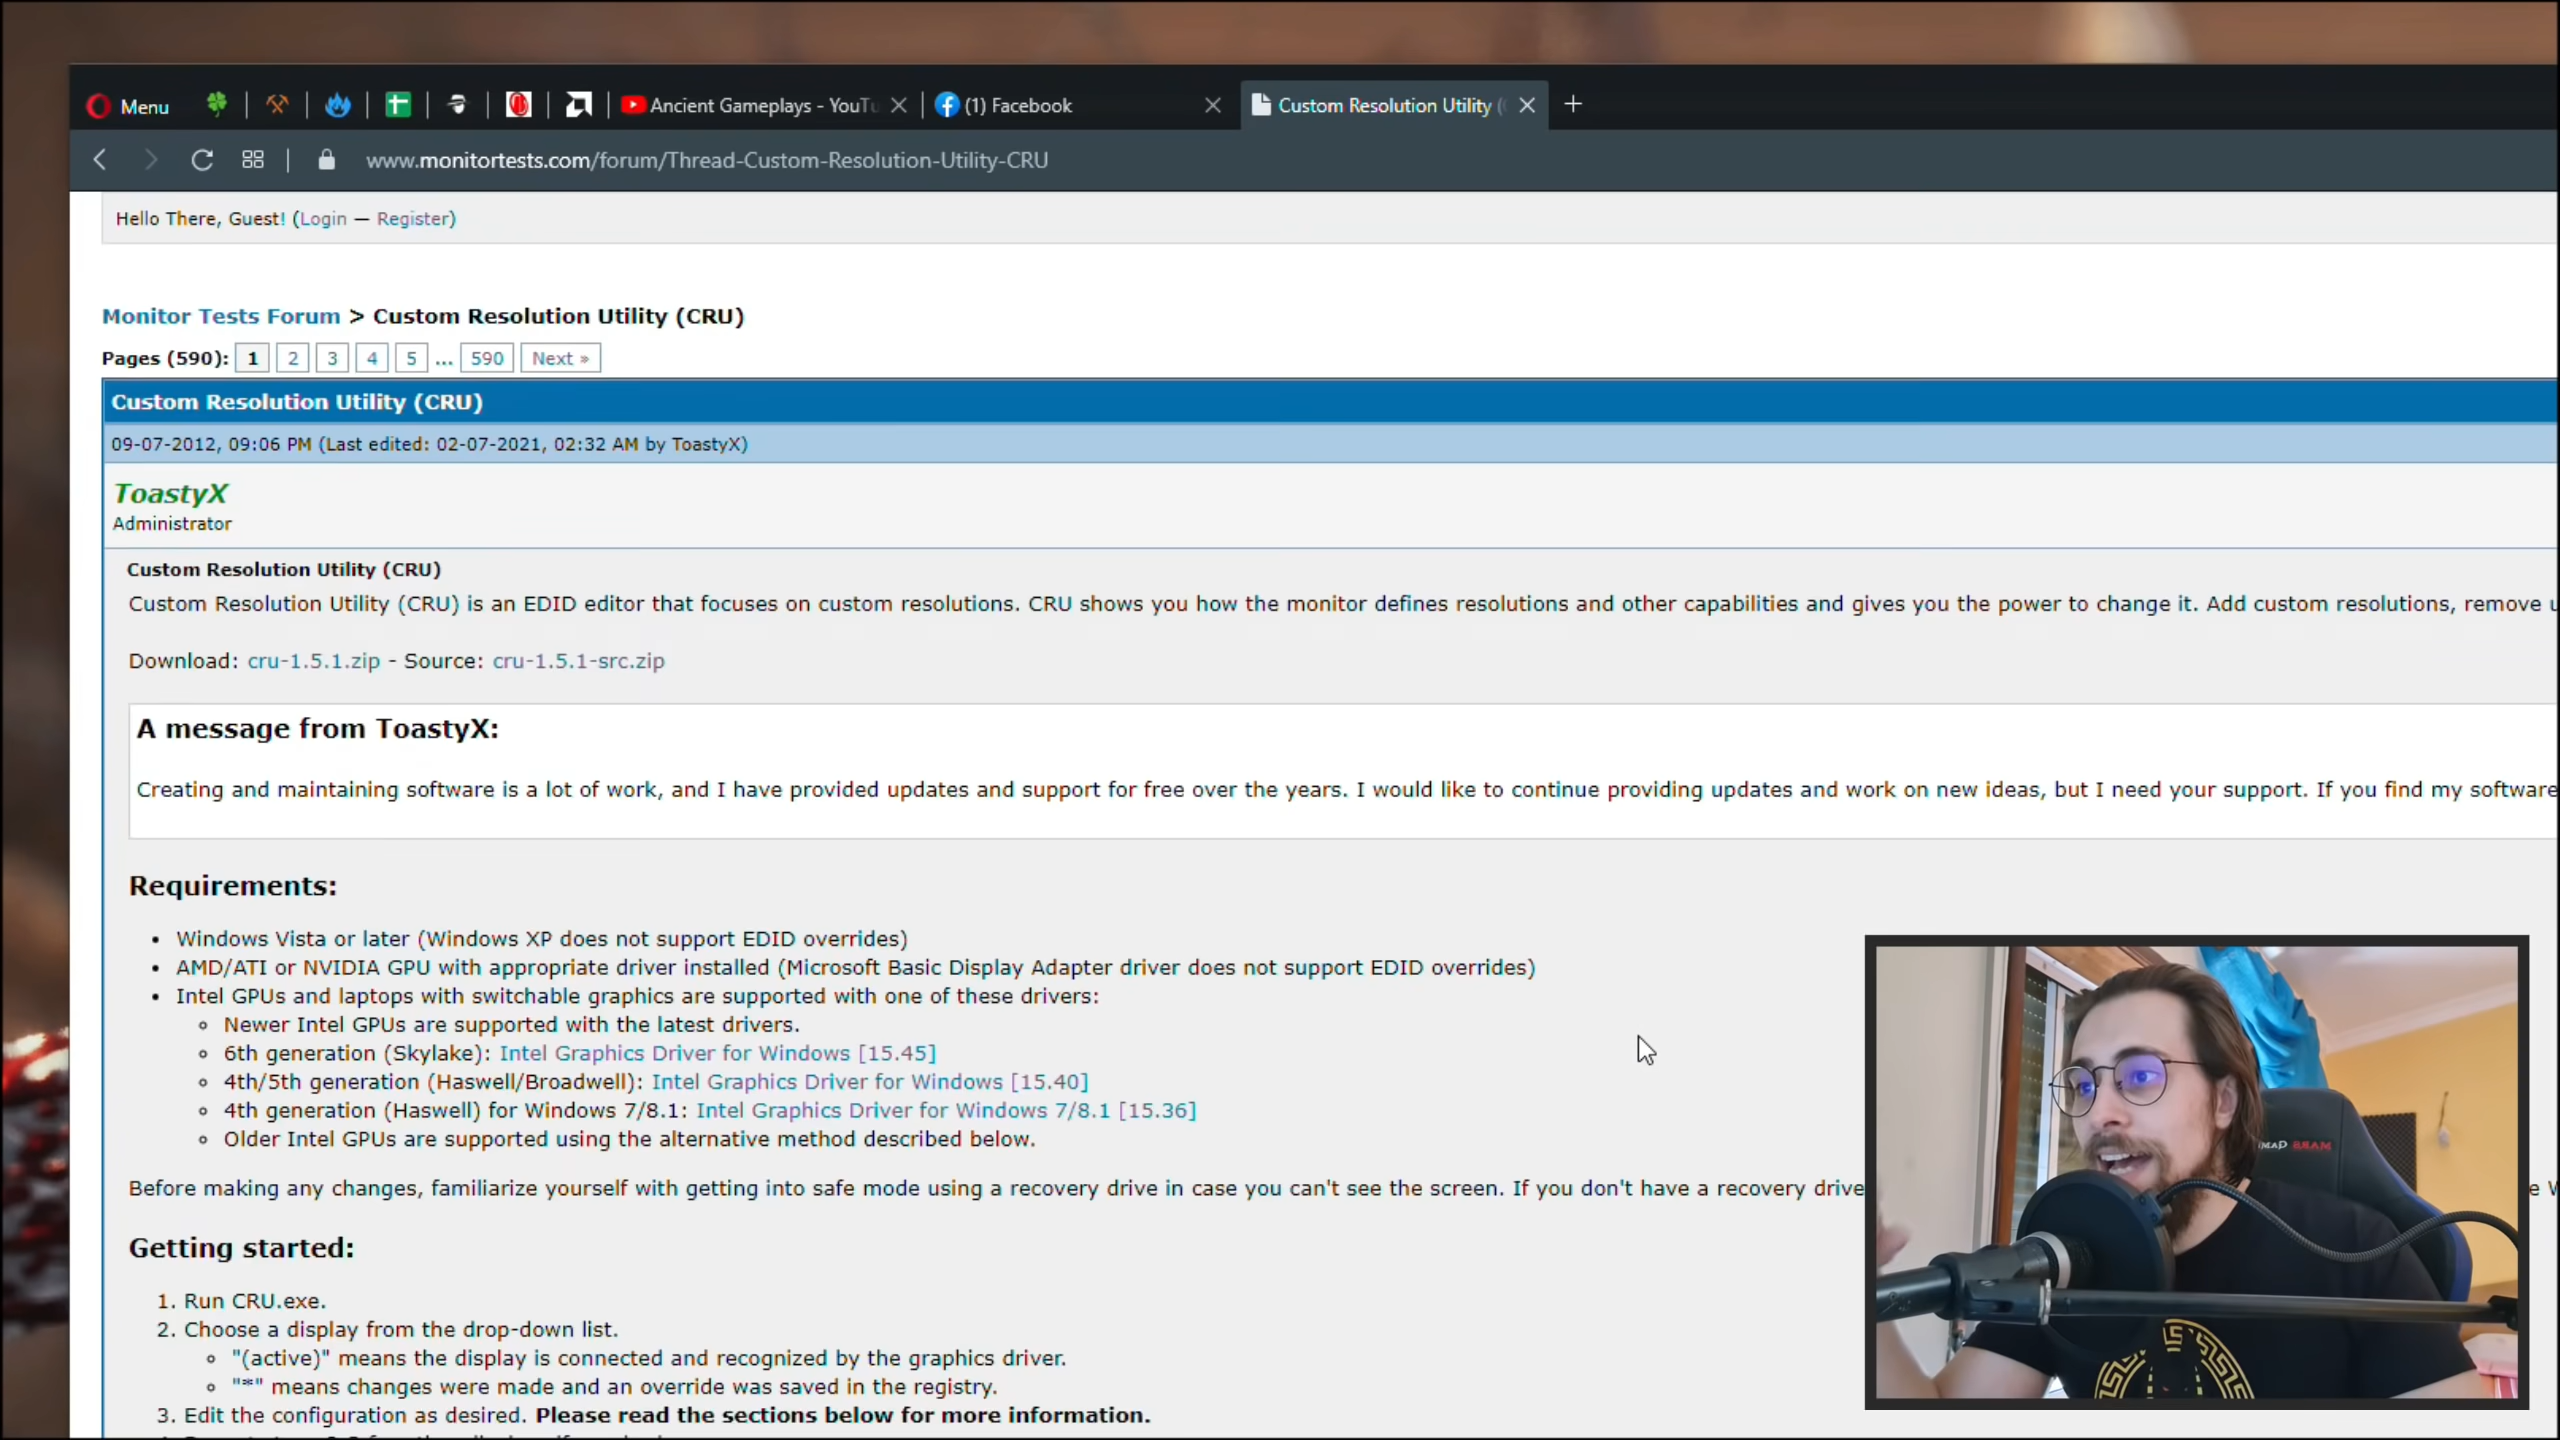 Menu
Ancient Gameplays - YouTu
(1) Facebook
Custom Resolution Utility (
www.monitortests.com/forum/Thread-Custom-Resolution-Utility-CRU
Hello There, Guest! (Login — Register)
Monitor Tests Forum > Custom Resolution Utility (CRU)
Pages (590): 1 2 3 4 5 ... 590 Next »
Custom Resolution Utility (CRU)
09-07-2012, 09:06 PM (Last edited: 02-07-2021, 02:32 AM by ToastyX)
ToastyX
Administrator
Custom Resolution Utility (CRU)
Custom Resolution Utility (CRU) is an EDID editor that focuses on custom resolutions. CRU shows you how the monitor defines resolutions and other capabilities and gives you the power to change it. Add custom resolutions, remove u
Download: cru-1.5.1.zip - Source: cru-1.5.1-src.zip
A message from ToastyX:
Creating and maintaining software is a lot of work, and I have provided updates and support for free over the years. I would like to continue providing updates and work on new ideas, but I need your support. If you find my software
Requirements:
• Windows Vista or later (Windows XP does not support EDID overrides)
• AMD/ATI or NVIDIA GPU with appropriate driver installed (Microsoft Basic Display Adapter driver does not support EDID overrides)
• Intel GPUs and laptops with switchable graphics are supported with one of these drivers:
◦ Newer Intel GPUs are supported with the latest drivers.
◦ 6th generation (Skylake): Intel Graphics Driver for Windows [15.45]
◦ 4th/5th generation (Haswell/Broadwell): Intel Graphics Driver for Windows [15.40]
◦ 4th generation (Haswell) for Windows 7/8.1: Intel Graphics Driver for Windows 7/8.1 [15.36]
◦ Older Intel GPUs are supported using the alternative method described below.
Before making any changes, familiarize yourself with getting into safe mode using a recovery drive in case you can't see the screen. If you don't have a recovery drive
Getting started:
1. Run CRU.exe.
2. Choose a display from the drop-down list.
◦ "(active)" means the display is connected and recognized by the graphics driver.
◦ "*" means changes were made and an override was saved in the registry.
3. Edit the configuration as desired. Please read the sections below for more information.